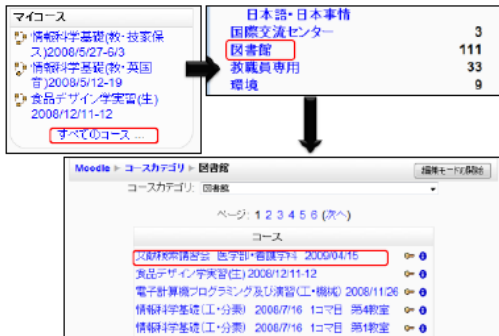 マイコース
情報科学基礎(教・技家保
ス)2008/5/27-6/3
情報科学基礎(教・英国
音)2008/5/12-19
食品デザイン学実習(生)
2008/12/11-12
すべてのコース ...
日本語・日本事情
国際交流センター 3
図書館 111
教職員専用 33
環境 9
Moodle ► コースカテゴリ ► 図書館
編集モードの開始
コースカテゴリ: 図書館
ページ: 1 2 3 4 5 6 (次へ)
コース
文献検索講習会 医学部・看護学科 2009/04/15
食品デザイン学実習(生) 2008/12/11-12
電子計算機プログラミング及び演習(工・機械) 2008/11/26
情報科学基礎(工・分素) 2008/7/16 1コマ目 第4教室
情報科学基礎(工・分素) 2008/7/16 1コマ目 第1教室